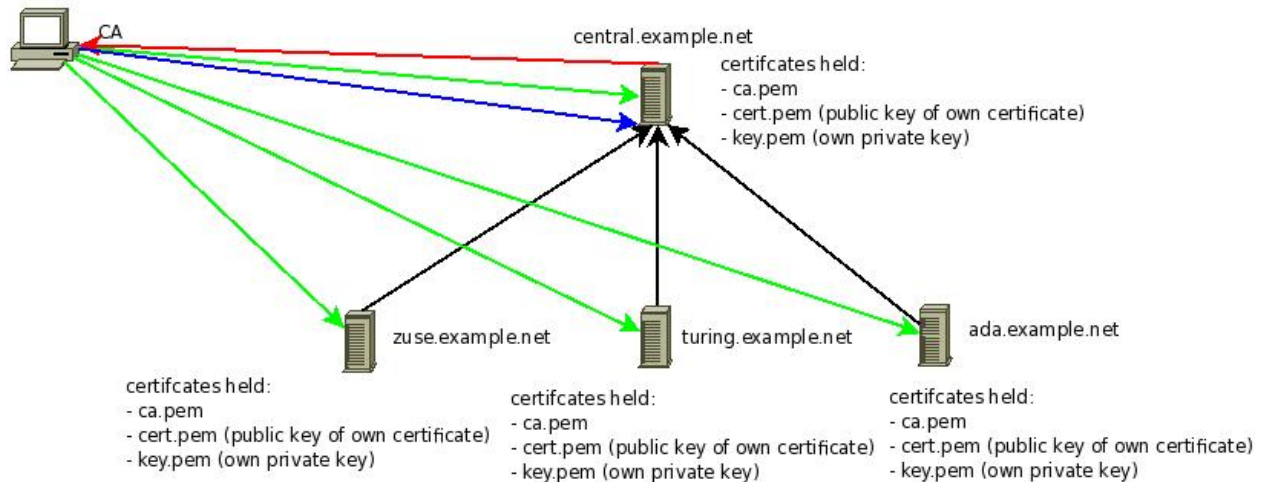 CA
central.example.net
certifcates held:
- ca.pem
- cert.pem (public key of own certificate)
- key.pem (own private key)
zuse.example.net
turing.example.net
ada.example.net
certifcates held:
- ca.pem
- cert.pem (public key of own certificate)
- key.pem (own private key)
certifcates held:
- ca.pem
- cert.pem (public key of own certificate)
- key.pem (own private key)
certifcates held:
- ca.pem
- cert.pem (public key of own certificate)
- key.pem (own private key)